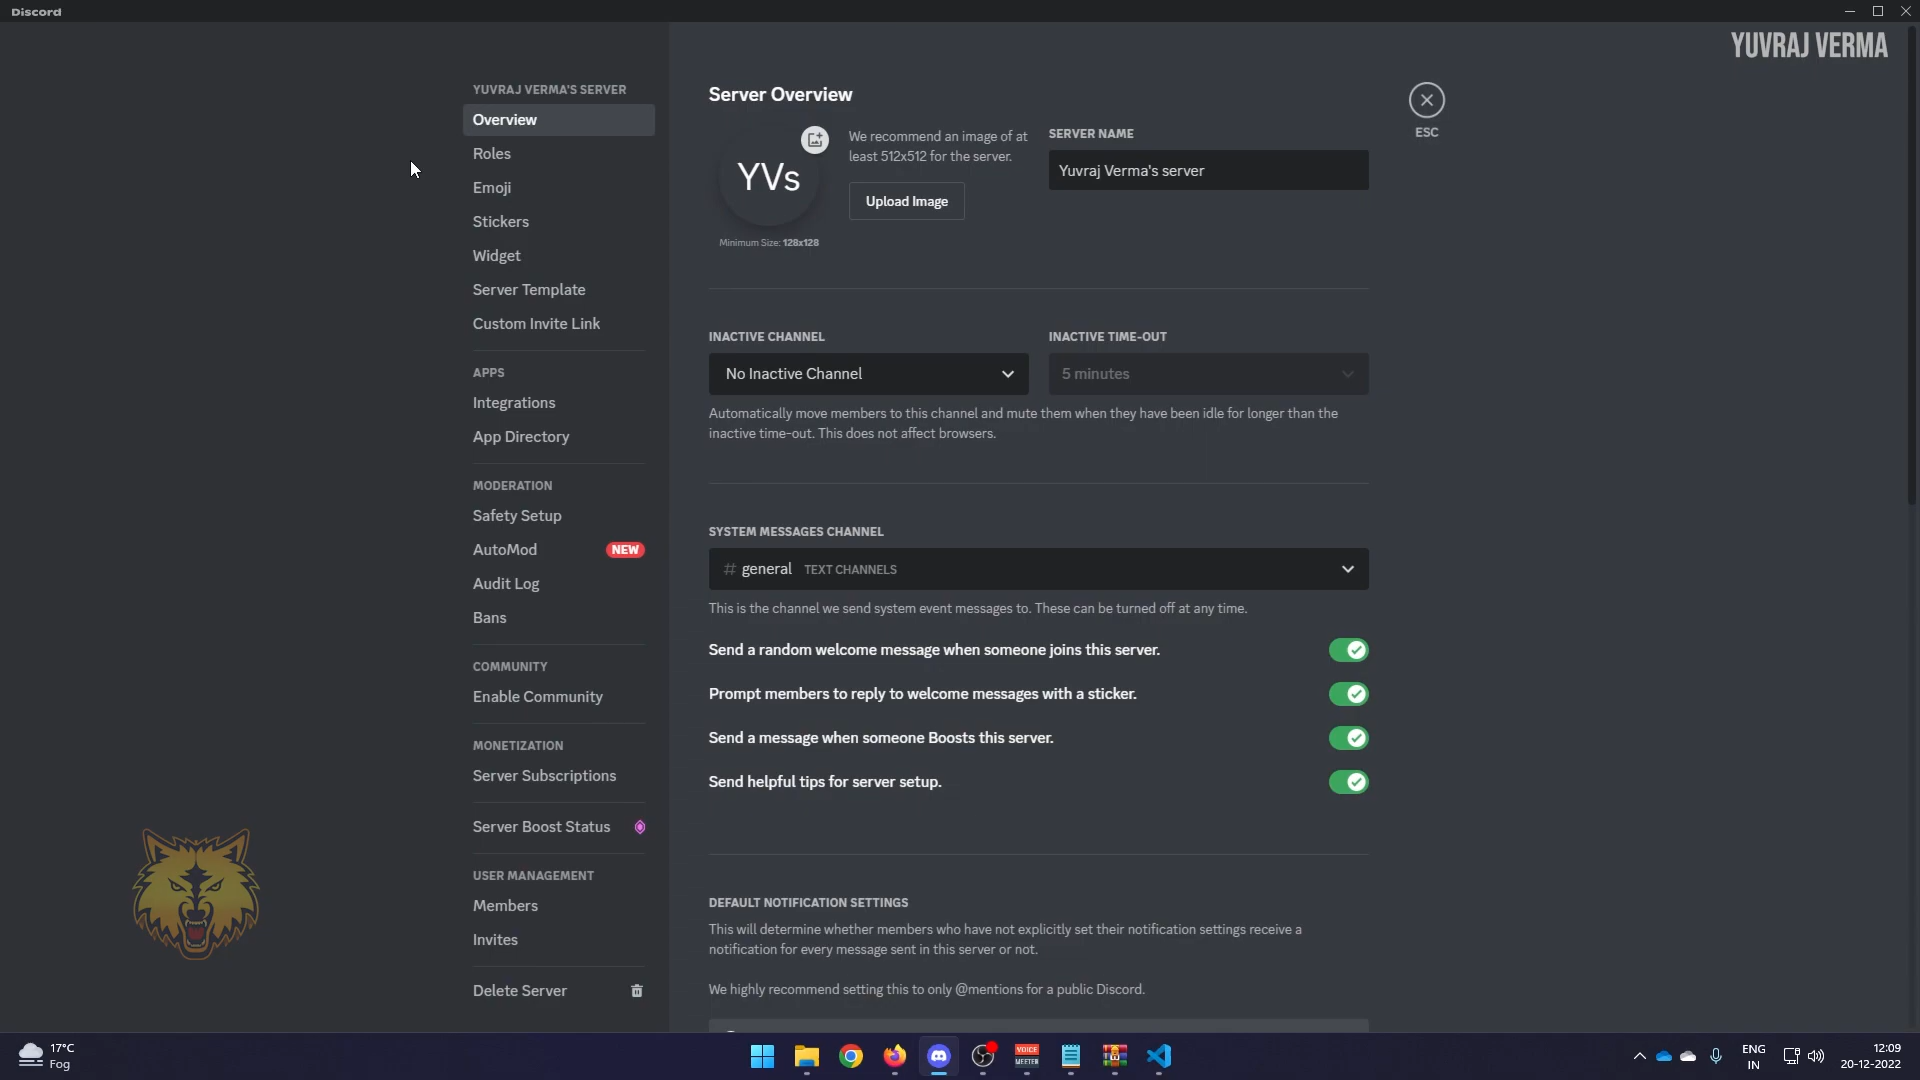 Discord
YUVRAJ VERMA
YUVRAJ VERMA'S SERVER
Overview
Roles
Emoji
Stickers
Widget
Server Template
Custom Invite Link
APPS
Integrations
App Directory
MODERATION
Safety Setup
AutoMod NEW
Audit Log
Bans
COMMUNITY
Enable Community
MONETIZATION
Server Subscriptions
Server Boost Status
USER MANAGEMENT
Members
Invites
Delete Server
Server Overview
ESC
YVs
Minimum Size: 128x128
We recommend an image of at
least 512x512 for the server.
Upload Image
SERVER NAME
Yuvraj Verma's server
INACTIVE CHANNEL
No Inactive Channel
INACTIVE TIME-OUT
5 minutes
Automatically move members to this channel and mute them when they have been idle for longer than the
inactive time-out. This does not affect browsers.
SYSTEM MESSAGES CHANNEL
# general TEXT CHANNELS
This is the channel we send system event messages to. These can be turned off at any time.
Send a random welcome message when someone joins this server.
Prompt members to reply to welcome messages with a sticker.
Send a message when someone Boosts this server.
Send helpful tips for server setup.
DEFAULT NOTIFICATION SETTINGS
This will determine whether members who have not explicitly set their notification settings receive a
notification for every message sent in this server or not.
We highly recommend setting this to only @mentions for a public Discord.
17°C
Fog
VOICE
MEETER
ENG
IN
12:09
20-12-2022